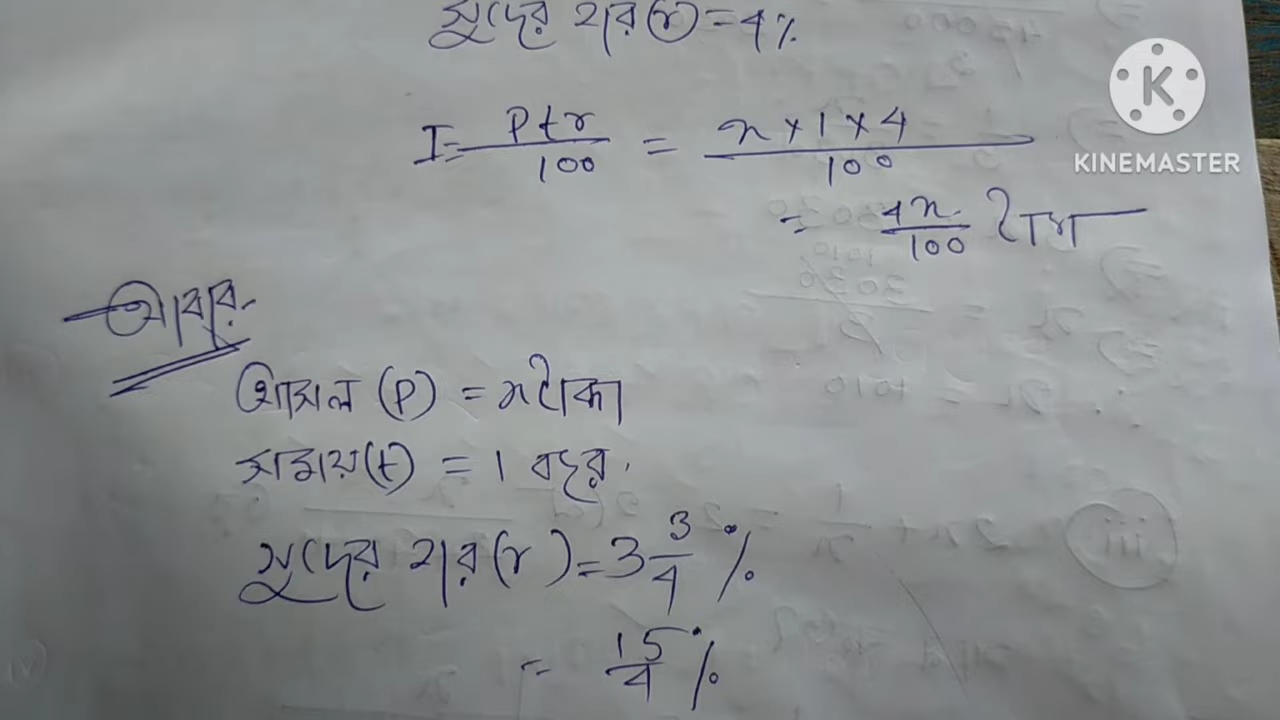 সুদের হার (r) = 4%
KINEMASTER
I = Ptr/100 = x × 1 × 4/100
= 4x/100 টাকা
আবার,
আসল (P) = x টাকা
সময় (t) = 1 বছর.
সুদের হার (r) = 3 3/4 %
= 15/4 %